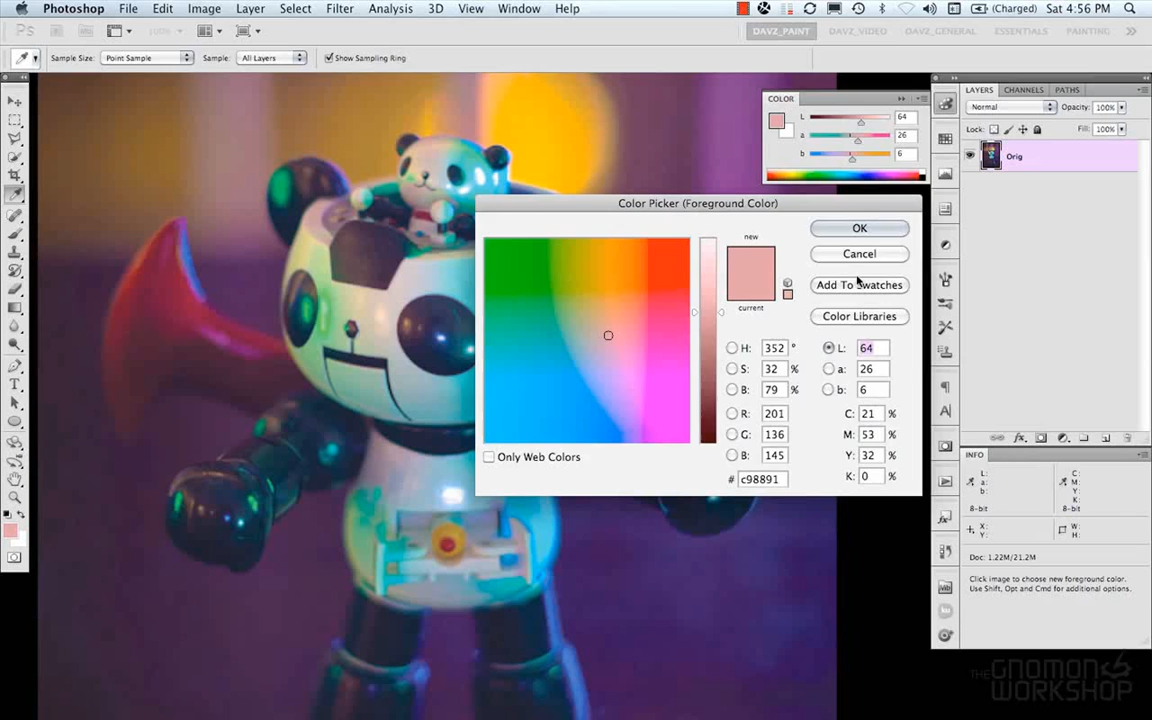 Photoshop File Edit Image Layer Select Filter Analysis 3D View Window Help (Charged) Sat 4:56 PM
Ps 100% DAVZ_PAINT DAVZ_VIDEO DAVZ_GENERAL ESSENTIALS PAINTING
Sample Size: Point Sample Sample: All Layers Show Sampling Ring
COLOR
L 64
a 26
b 6
LAYERS CHANNELS PATHS
Normal Opacity: 100%
Lock: Fill: 100%
Orig
Color Picker (Foreground Color)
new
current
OK
Cancel
Add To Swatches
Color Libraries
H: 352 ° L: 64
S: 32 % a: 26
B: 79 % b: 6
R: 201 C: 21 %
G: 136 M: 53 %
B: 145 Y: 32 %
# c98891 K: 0 %
Only Web Colors
INFO
L: C:
a: M:
b: Y:
K:
8-bit 8-bit
X: W:
Y: H:
Doc: 1.22M/21.2M
Click image to choose new foreground color.
Use Shift, Opt and Cmd for additional options.
THE GNOMON
WORKSHOP